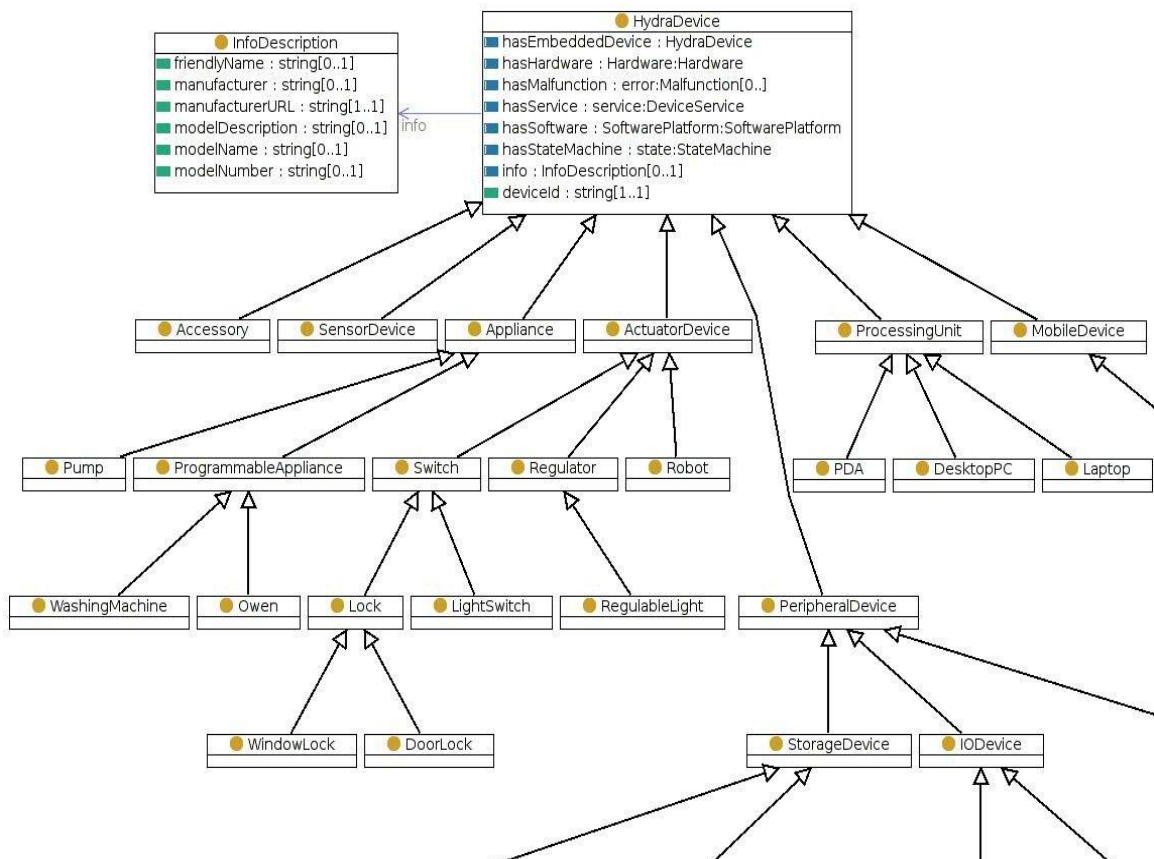 HydraDevice
hasEmbeddedDevice : HydraDevice
hasHardware : Hardware:Hardware
hasMalfunction : error:Malfunction[0..]
hasService : service:DeviceService
hasSoftware : SoftwarePlatform:SoftwarePlatform
hasStateMachine : state:StateMachine
info : InfoDescription[0..1]
deviceId : string[1..1]
InfoDescription
friendlyName : string[0..1]
manufacturer : string[0..1]
manufacturerURL : string[1..1]
modelDescription : string[0..1]
modelName : string[0..1]
modelNumber : string[0..1]
info
Accessory
SensorDevice
Appliance
ActuatorDevice
ProcessingUnit
MobileDevice
Pump
ProgrammableAppliance
Switch
Regulator
Robot
PDA
DesktopPC
Laptop
WashingMachine
Owen
Lock
LightSwitch
RegulableLight
PeripheralDevice
WindowLock
DoorLock
StorageDevice
IODevice